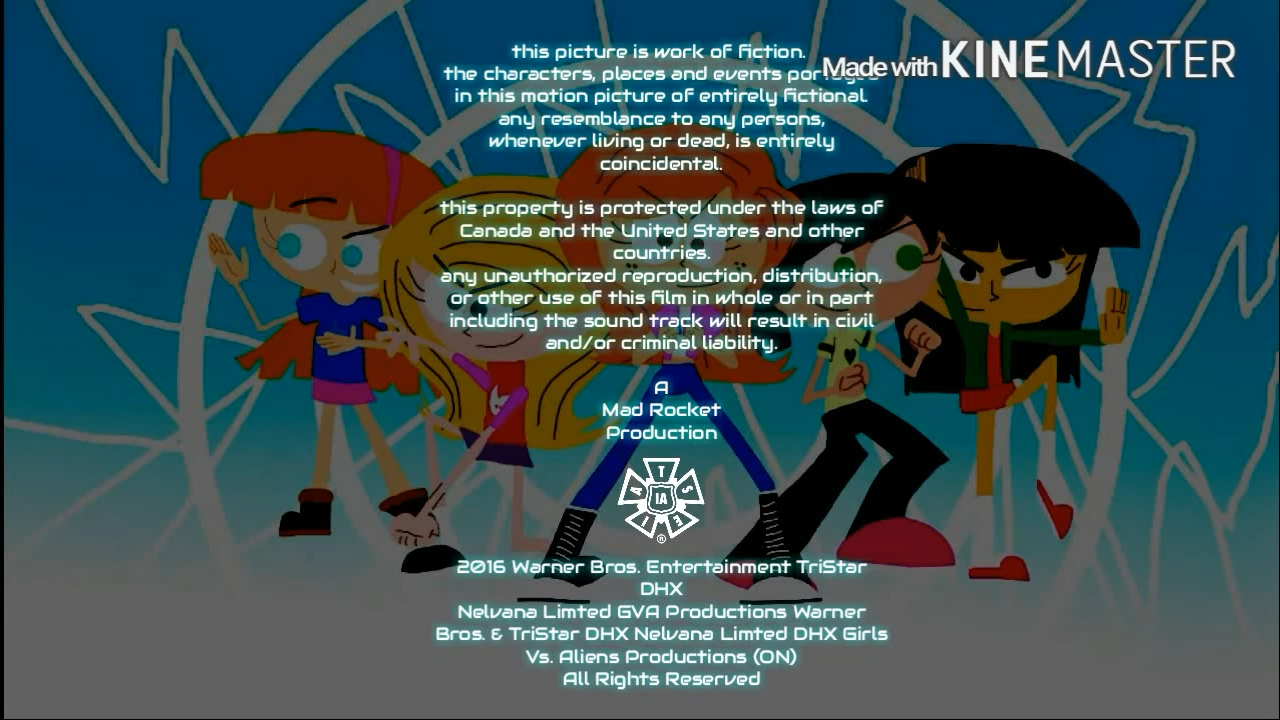 this picture is work of fiction.
the characters, places and events
in this motion picture of entirely fictional.
any resemblance to any persons,
whenever living or dead, is entirely
coincidental.
Made with KINEMASTER
this property is protected under the laws of
Canada and the United States and other
countries.
any unauthorized reproduction, distribution,
or other use of this film in whole or in part
including the sound track will result in civil
and/or criminal liability.
A
Mad Rocket
Production
IATSE
IA
®
2016 Warner Bros. Entertainment TriStar
DHX
Nelvana Limted GVA Productions Warner
Bros. & TriStar DHX Nelvana Limted DHX Girls
Vs. Aliens Productions (ON)
All Rights Reserved